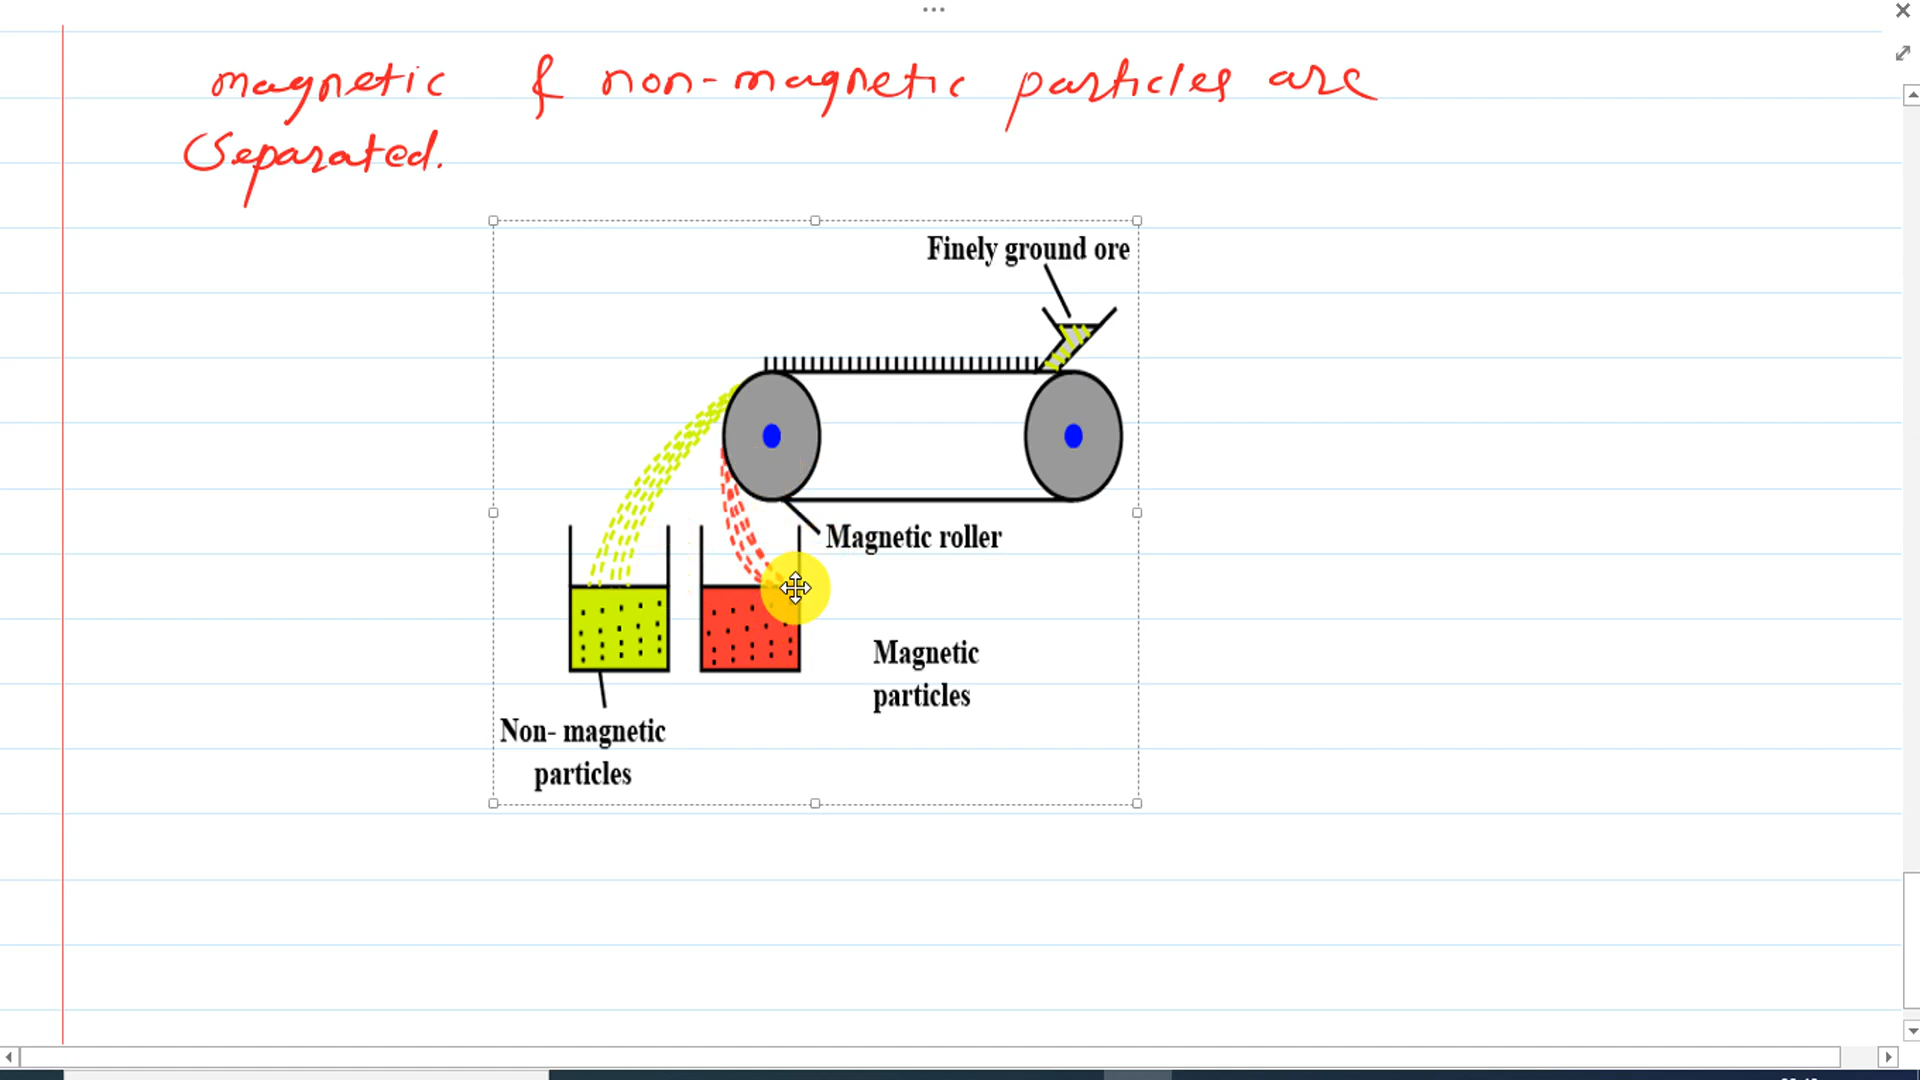 magnetic & non-magnetic particles are
separated.
Finely ground ore
Magnetic roller
Magnetic
particles
Non- magnetic
particles